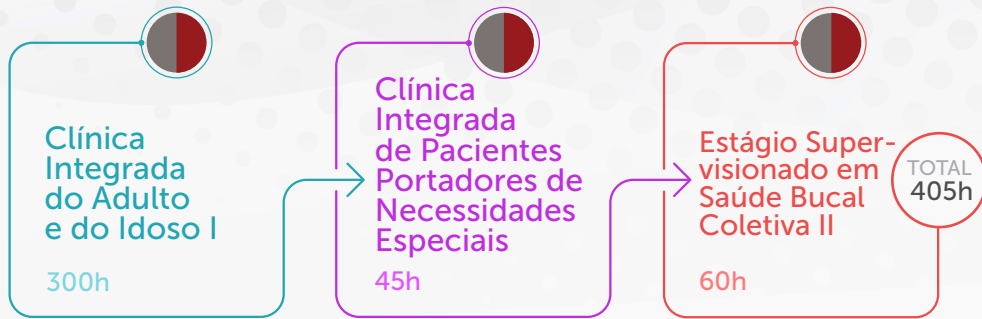 Clínica
Integrada
do Adulto
e do Idoso I
300h
Clínica
Integrada
de Pacientes
Portadores de
Necessidades
Especiais
45h
Estágio Super-
visionado em
Saúde Bucal
Coletiva II
60h
TOTAL
405h